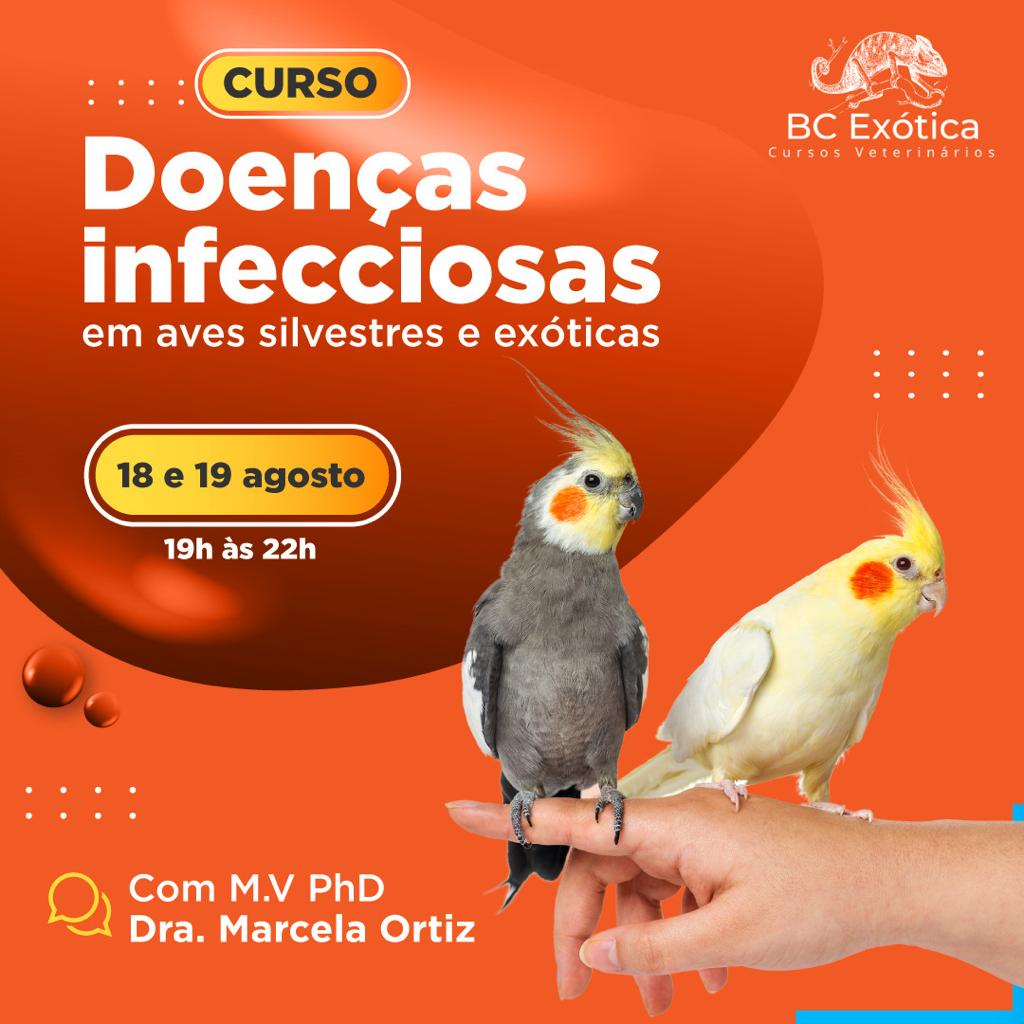 CURSO
BC Exótica
Cursos Veterinários
Doenças
infecciosas
em aves silvestres e exóticas
18 e 19 agosto
19h às 22h
Com M.V PhD
Dra. Marcela Ortiz